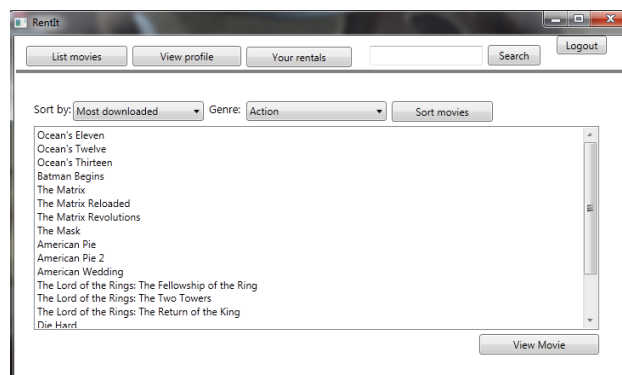 RentIt
Logout
List movies View profile Your rentals Search
Sort by: Most downloaded Genre: Action Sort movies
Ocean's Eleven
Ocean's Twelve
Ocean's Thirteen
Batman Begins
The Matrix
The Matrix Reloaded
The Matrix Revolutions
The Mask
American Pie
American Pie 2
American Wedding
The Lord of the Rings: The Fellowship of the Ring
The Lord of the Rings: The Two Towers
The Lord of the Rings: The Return of the King
Die Hard
View Movie